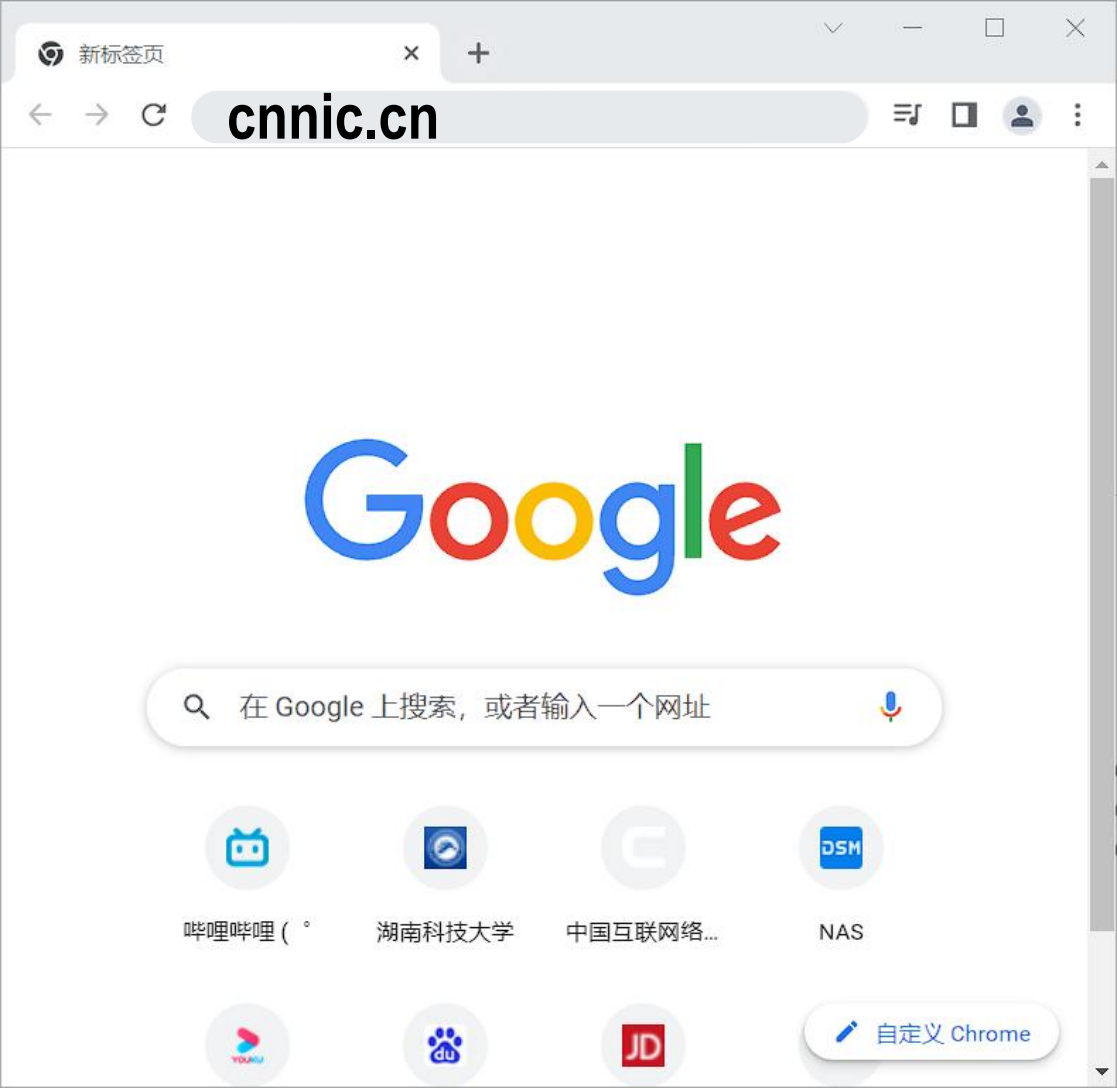 新标签页
cnnic.cn
Google
在 Google 上搜索，或者输入一个网址
DSM
哔哩哔哩 ( ゜
湖南科技大学
中国互联网络...
NAS
YOUKU
du
JD
自定义 Chrome